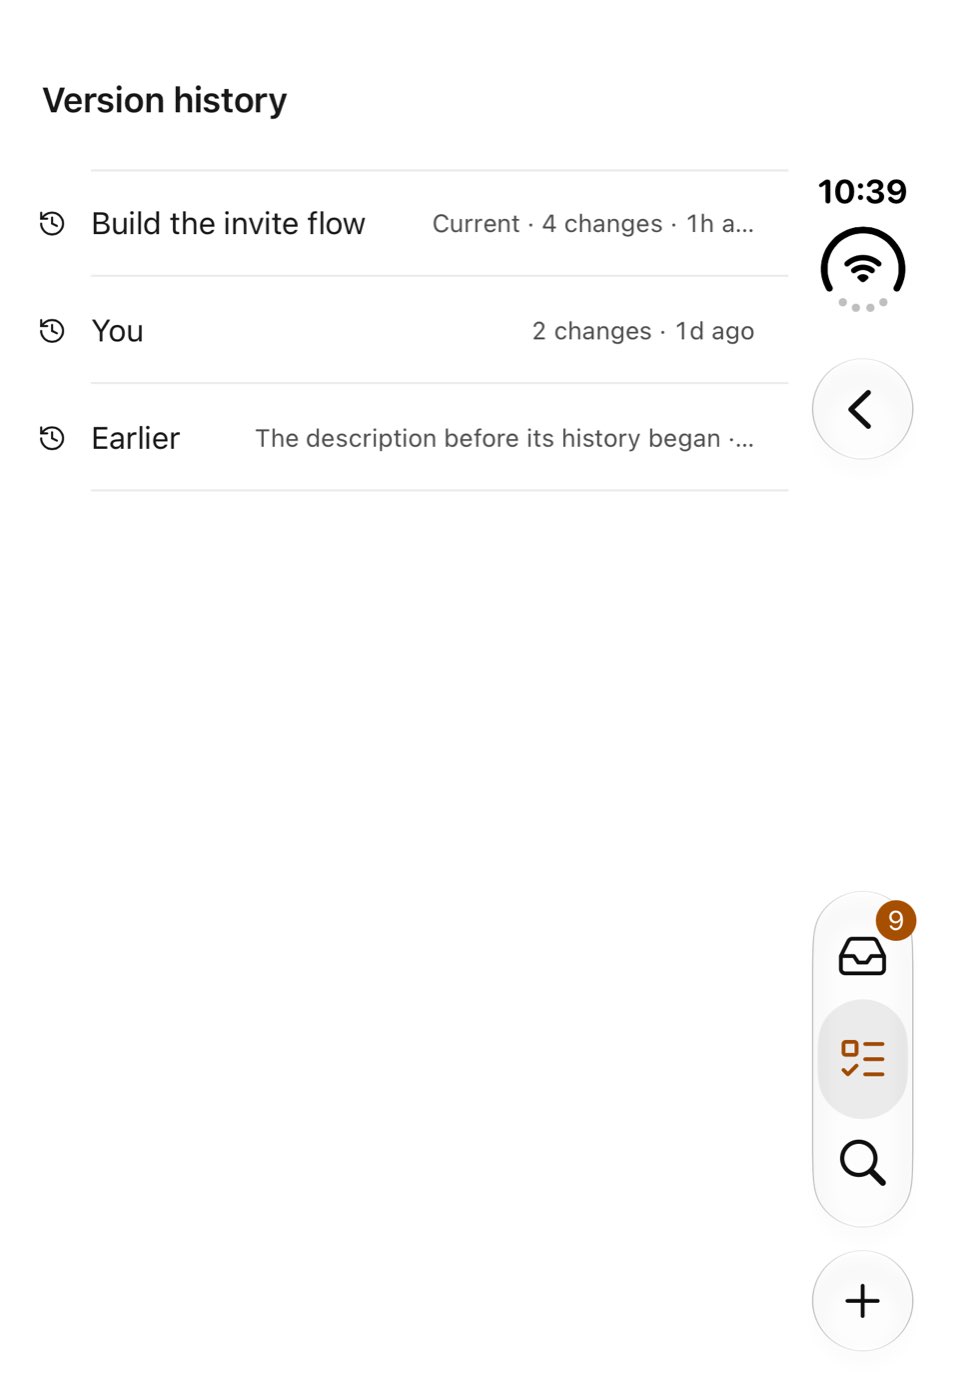 Version history
10:39
Build the invite flow Current · 4 changes · 1h a...
You 2 changes · 1d ago
Earlier The description before its history began ·...
9